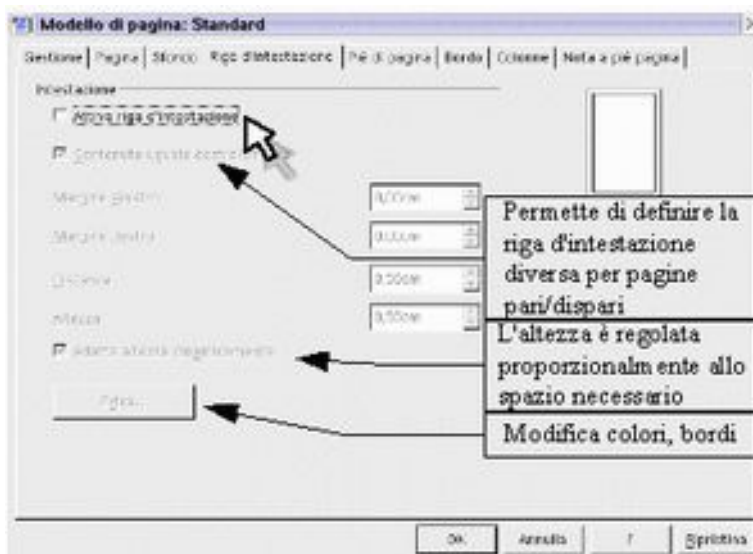 Modello di pagina: Standard
Gestione Pagina Sfondo Riga d'intestazione Piè di pagina Bordo Colonne Nota a piè pagina
Intestazione
Attiva riga d'intestazione
Contenuto uguale
Margine sinistro 0,00cm
Margine destro 0,00cm
Distanza 0,50cm
Altezza 0,50cm
Adatta altezza dinamicamente
Extra...
Permette di definire la
riga d'intestazione
diversa per pagine
pari/dispari
L'altezza è regolata
proporzionalmente allo
spazio necessario
Modifica colori, bordi
OK Annulla ? Ripristina